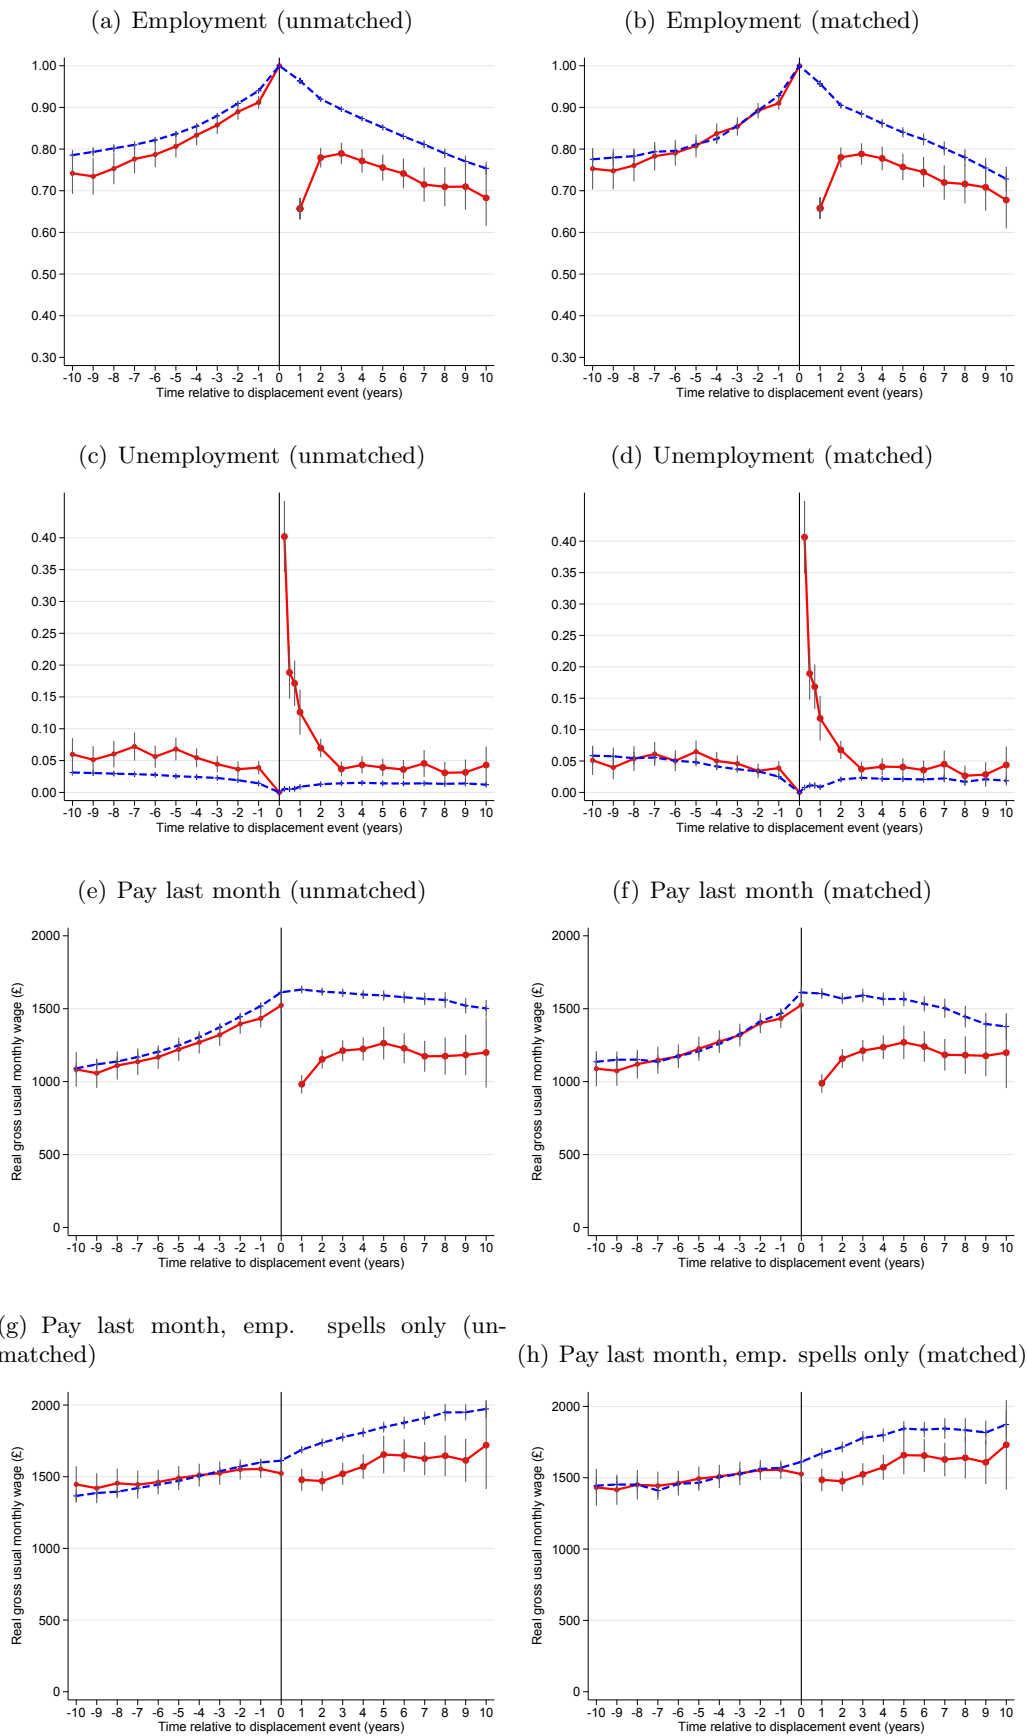 (a) Employment (unmatched)
(b) Employment (matched)
1.00
0.90
0.80
0.70
0.60
0.50
0.40
0.30
-10 -9 -8 -7 -6 -5 -4 -3 -2 -1 0 1 2 3 4 5 6 7 8 9 10
Time relative to displacement event (years)
1.00
0.90
0.80
0.70
0.60
0.50
0.40
0.30
-10 -9 -8 -7 -6 -5 -4 -3 -2 -1 0 1 2 3 4 5 6 7 8 9 10
Time relative to displacement event (years)
(c) Unemployment (unmatched)
(d) Unemployment (matched)
0.40
0.35
0.30
0.25
0.20
0.15
0.10
0.05
0.00
-10 -9 -8 -7 -6 -5 -4 -3 -2 -1 0 1 2 3 4 5 6 7 8 9 10
Time relative to displacement event (years)
0.40
0.35
0.30
0.25
0.20
0.15
0.10
0.05
0.00
-10 -9 -8 -7 -6 -5 -4 -3 -2 -1 0 1 2 3 4 5 6 7 8 9 10
Time relative to displacement event (years)
(e) Pay last month (unmatched)
(f) Pay last month (matched)
Real gross usual monthly wage (£)
2000
1500
1000
500
0
-10 -9 -8 -7 -6 -5 -4 -3 -2 -1 0 1 2 3 4 5 6 7 8 9 10
Time relative to displacement event (years)
Real gross usual monthly wage (£)
2000
1500
1000
500
0
-10 -9 -8 -7 -6 -5 -4 -3 -2 -1 0 1 2 3 4 5 6 7 8 9 10
Time relative to displacement event (years)
(g) Pay last month, emp. spells only (un-
matched)
(h) Pay last month, emp. spells only (matched)
Real gross usual monthly wage (£)
2000
1500
1000
500
0
-10 -9 -8 -7 -6 -5 -4 -3 -2 -1 0 1 2 3 4 5 6 7 8 9 10
Time relative to displacement event (years)
Real gross usual monthly wage (£)
2000
1500
1000
500
0
-10 -9 -8 -7 -6 -5 -4 -3 -2 -1 0 1 2 3 4 5 6 7 8 9 10
Time relative to displacement event (years)